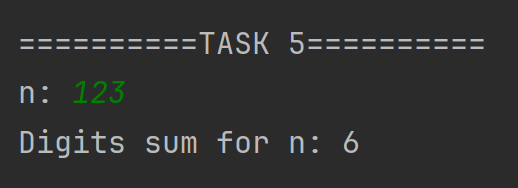 ==========TASK 5==========
n: 123
Digits sum for n: 6